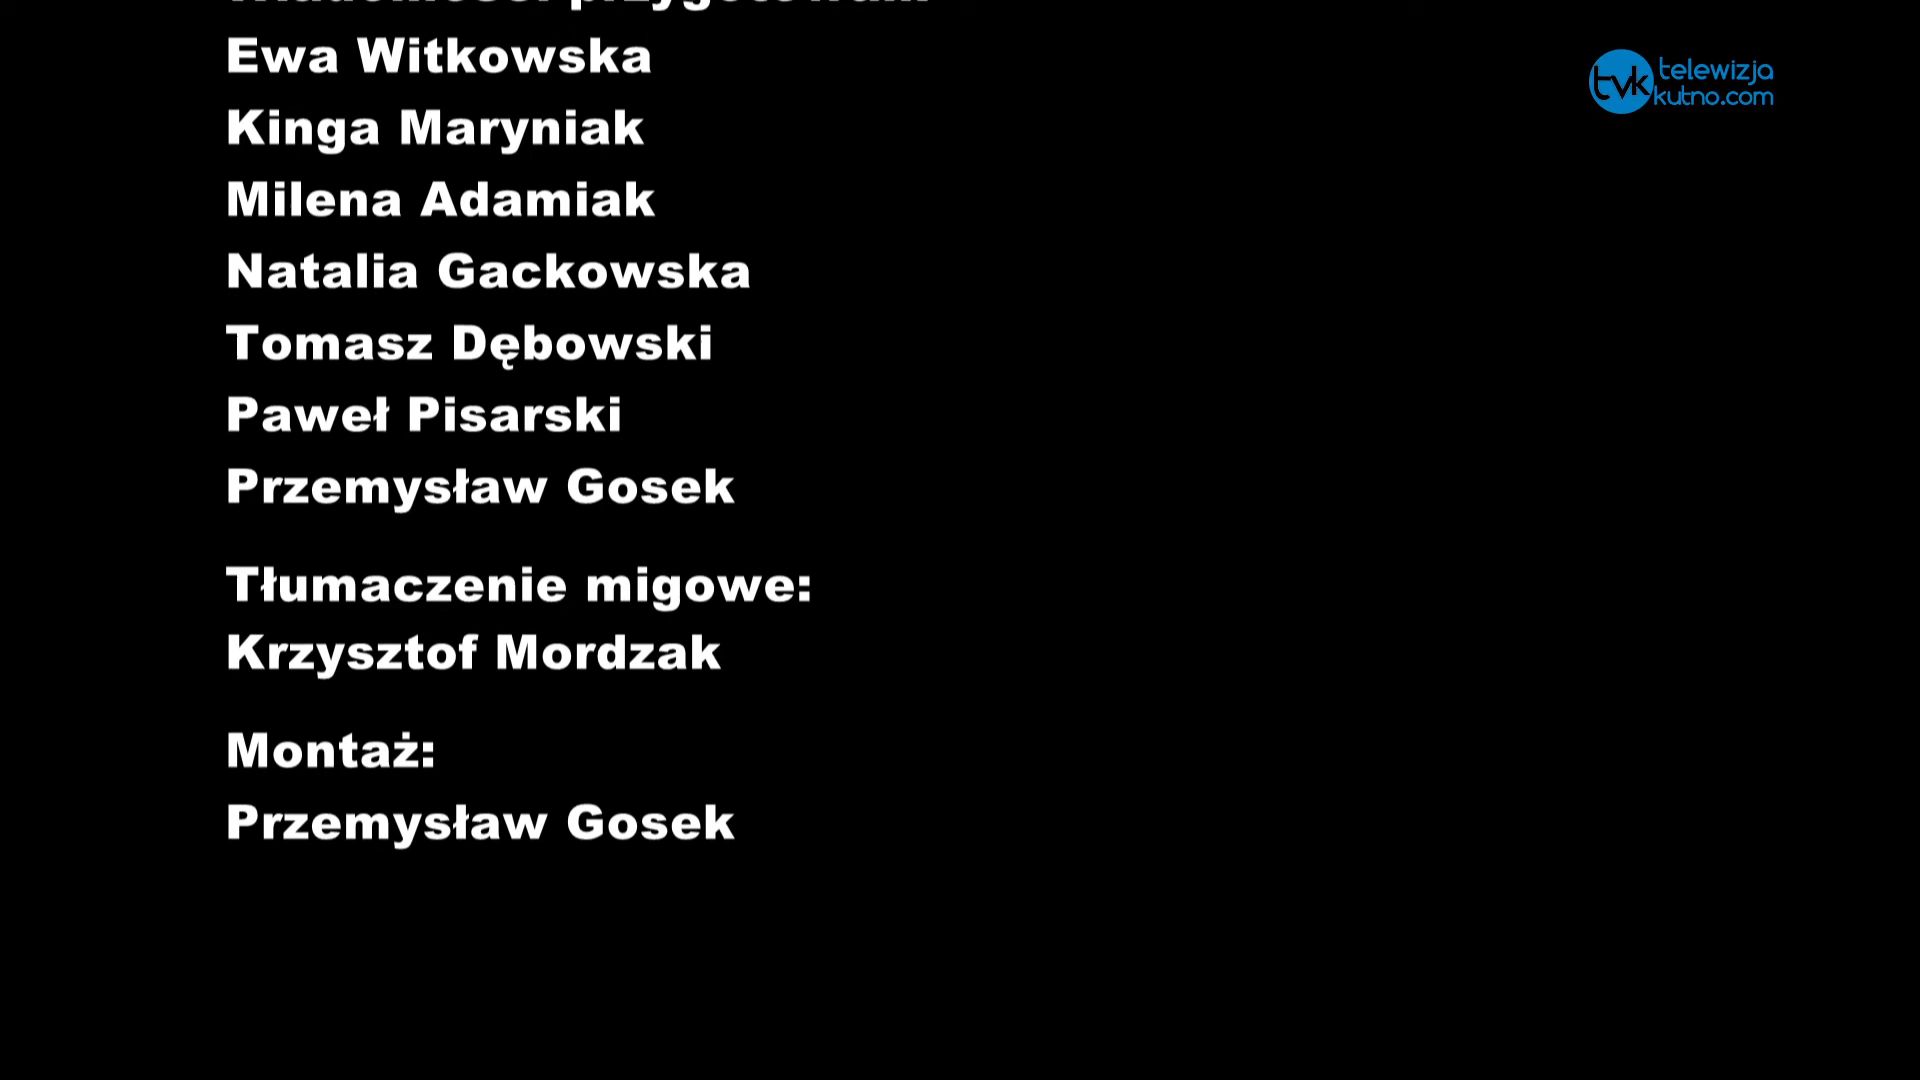 Ewa Witkowska
Kinga Maryniak
Milena Adamiak
Natalia Gackowska
Tomasz Dębowski
Paweł Pisarski
Przemysław Gosek
Tłumaczenie migowe:
Krzysztof Mordzak
Montaż:
Przemysław Gosek
tvk telewizja
kutno.com